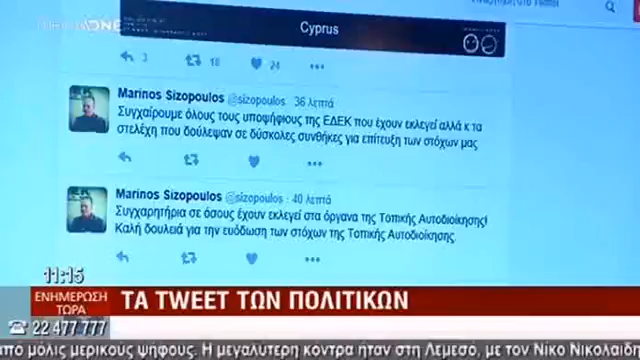 ONE
Cyprus
3 18 24
Marinos Sizopoulos @sizopoulos · 36 λεπτά
Συγχαίρουμε όλους τους υποψήφιους της ΕΔΕΚ που έχουν εκλεγεί αλλά κ τα
στελέχη που δούλεψαν σε δύσκολες συνθήκες για επίτευξη των στόχων μας
Marinos Sizopoulos @sizopoulos · 40 λεπτά
Συγχαρητήρια σε όσους έχουν εκλεγεί στα όργανα της Τοπικής Αυτοδιοίκησης!
Καλή δουλειά για την ευόδωση των στόχων της Τοπικής Αυτοδιοίκησης.
11:15
ΕΝΗΜΕΡΩΣΗ
ΤΩΡΑ
ΤΑ TWEET ΤΩΝ ΠΟΛΙΤΙΚΩΝ
22 477 777
από μόλις μερικούς ψήφους. Η μεγαλύτερη κόντρα ήταν στη Λεμεσό, με τον Νίκο Νικολαΐδη